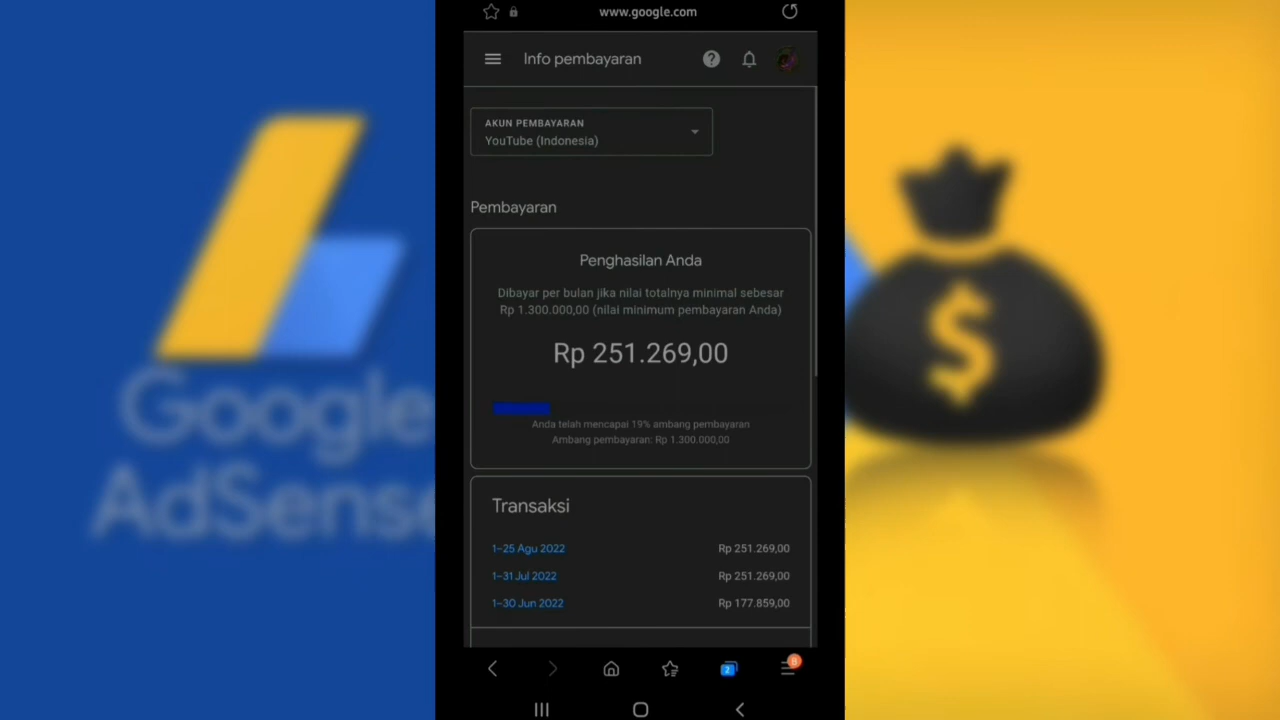 www.google.com
Info pembayaran
AKUN PEMBAYARAN
YouTube (Indonesia)
Pembayaran
Penghasilan Anda
Dibayar per bulan jika nilai totalnya minimal sebesar
Rp 1.300.000,00 (nilai minimum pembayaran Anda)
Rp 251.269,00
Anda telah mencapai 19% ambang pembayaran
Ambang pembayaran: Rp 1.300.000,00
Transaksi
1–25 Agu 2022 Rp 251.269,00
1–31 Jul 2022 Rp 251.269,00
1–30 Jun 2022 Rp 177.859,00
2
8
Google
AdSense
$